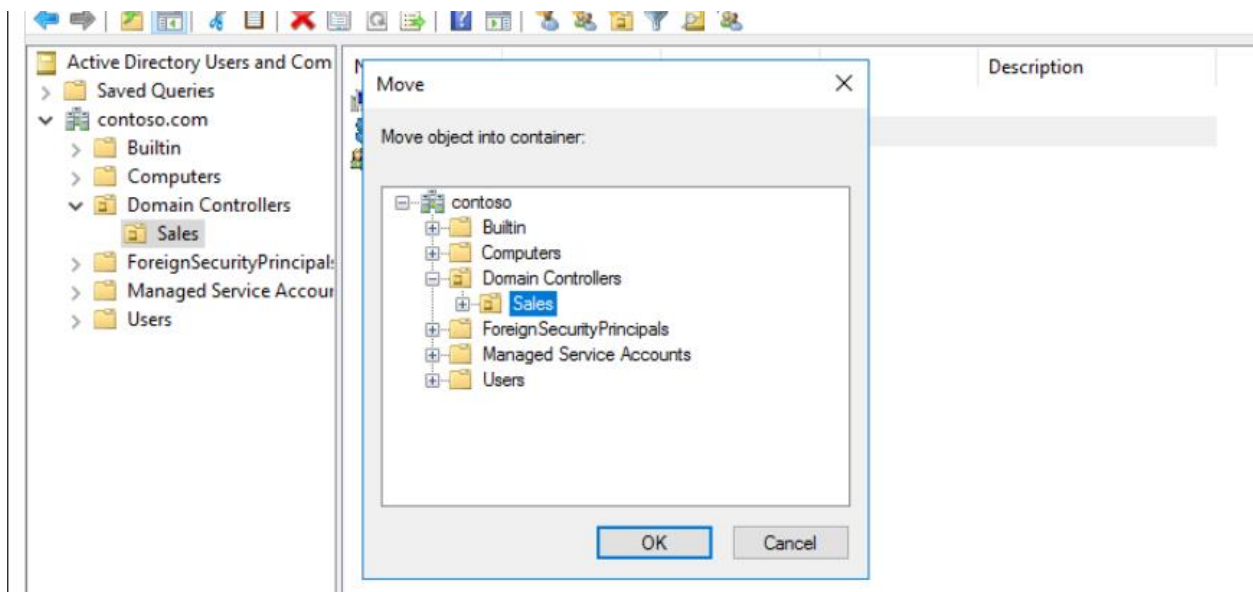 Active Directory Users and Com
Saved Queries
contoso.com
Builtin
Computers
Domain Controllers
Sales
ForeignSecurityPrincipals
Managed Service Accour
Users
N
Description
Move
Move object into container:
contoso
Builtin
Computers
Domain Controllers
Sales
ForeignSecurityPrincipals
Managed Service Accounts
Users
OK
Cancel